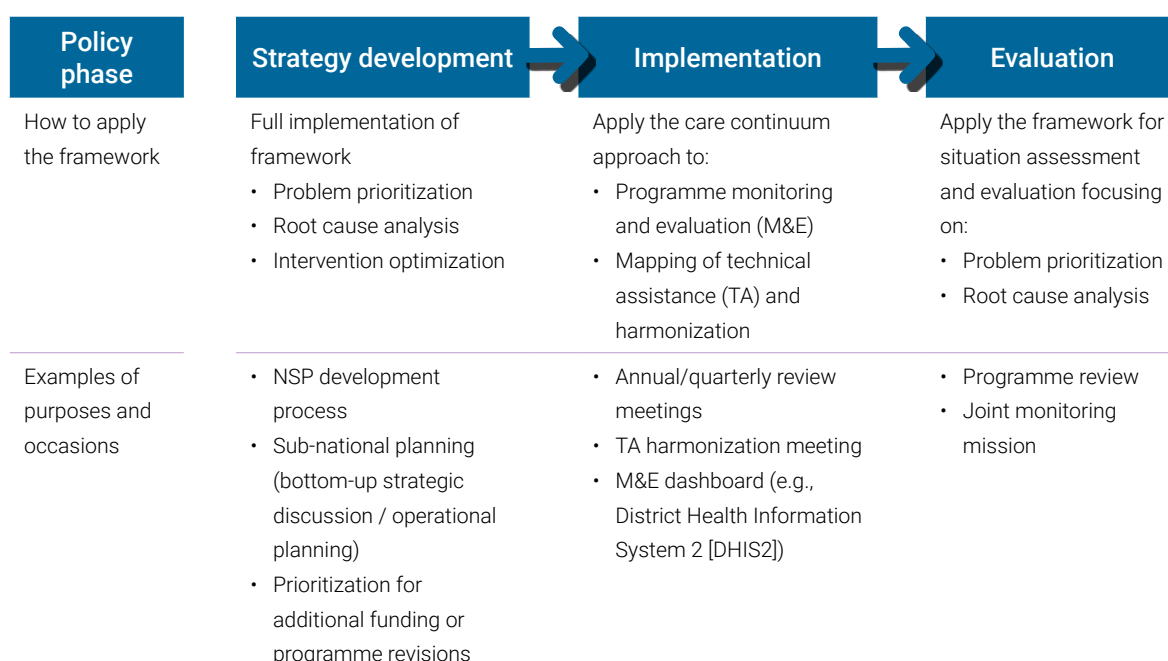 Policy
phase
Strategy development
Implementation
Evaluation
How to apply
the framework
Full implementation of
framework
• Problem prioritization
• Root cause analysis
• Intervention optimization
Apply the care continuum
approach to:
• Programme monitoring
and evaluation (M&E)
• Mapping of technical
assistance (TA) and
harmonization
Apply the framework for
situation assessment
and evaluation focusing
on:
• Problem prioritization
• Root cause analysis
Examples of
purposes and
occasions
• NSP development
process
• Sub-national planning
(bottom-up strategic
discussion / operational
planning)
• Prioritization for
additional funding or
programme revisions
• Annual/quarterly review
meetings
• TA harmonization meeting
• M&E dashboard (e.g.,
District Health Information
System 2 [DHIS2])
• Programme review
• Joint monitoring
mission